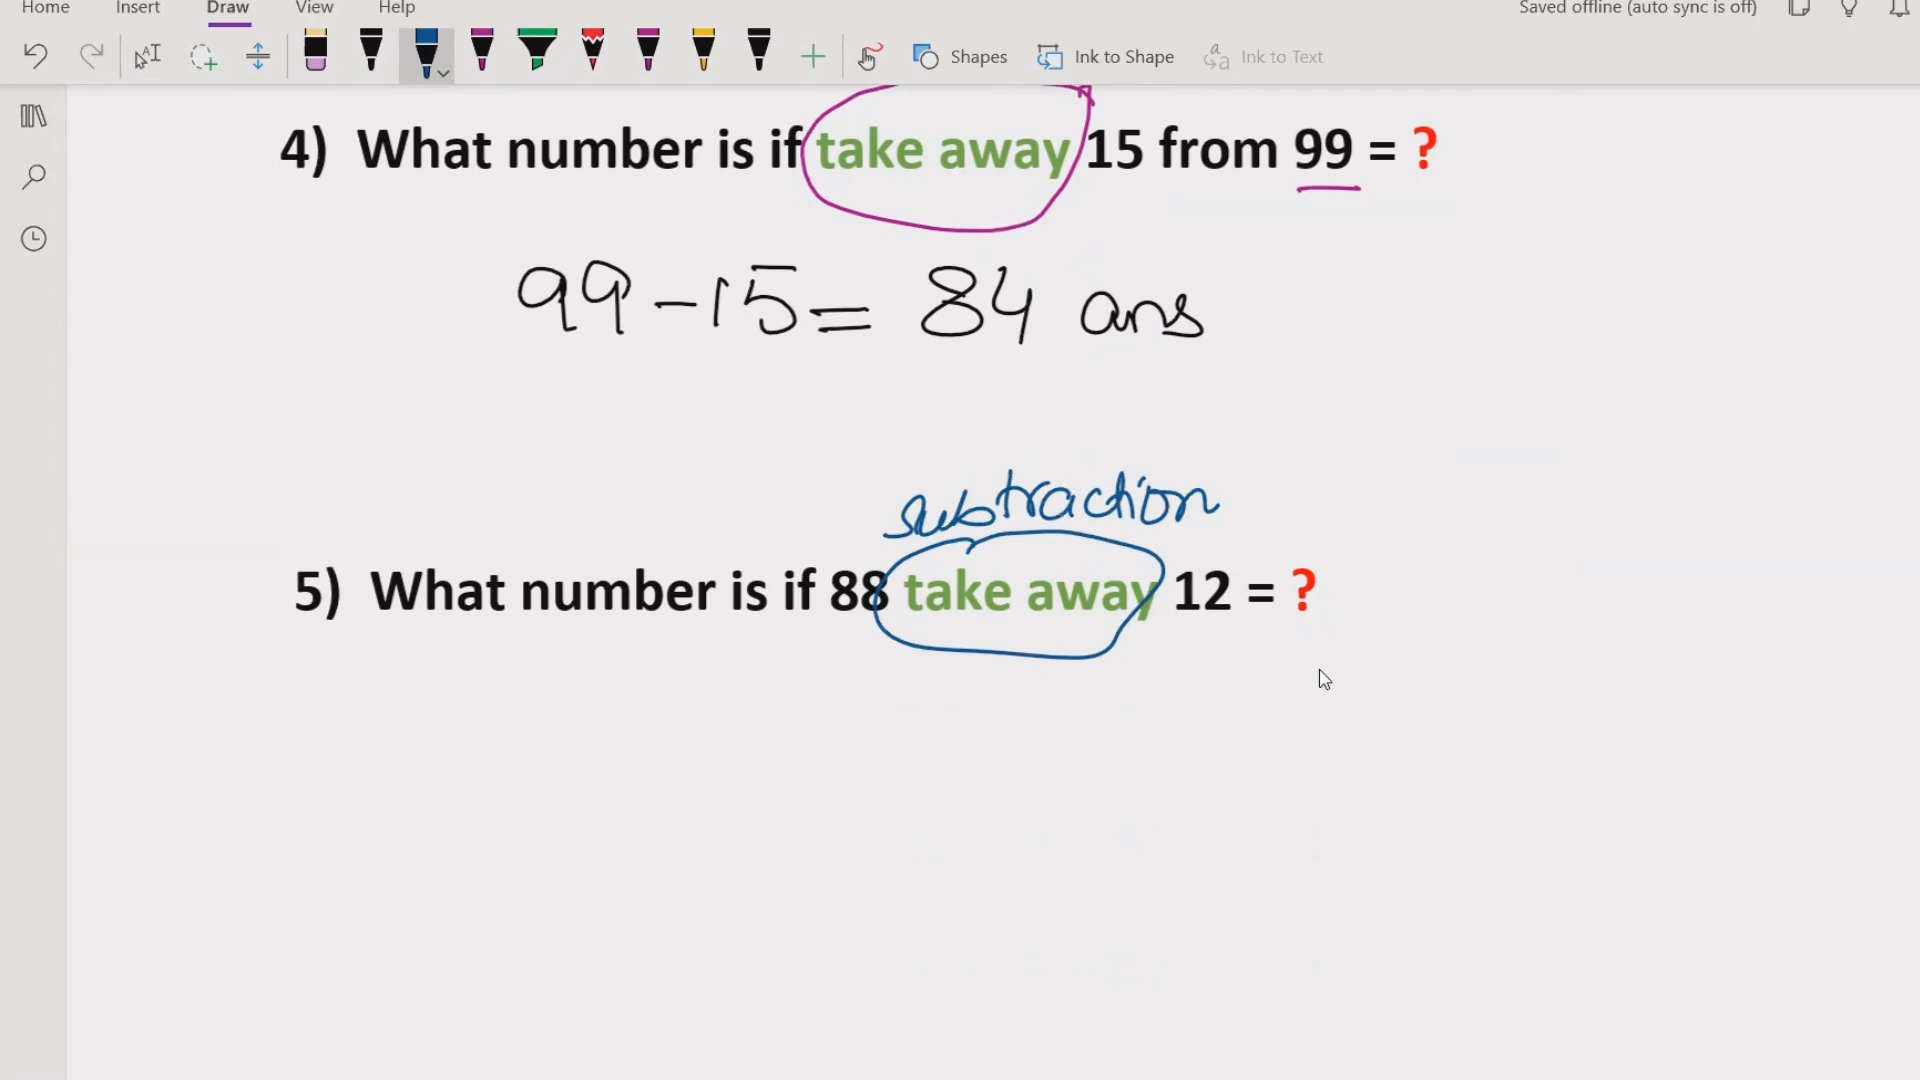 Home Insert Draw View Help Saved offline (auto sync is off)
Shapes Ink to Shape Ink to Text
4) What number is if take away 15 from 99 = ?
99-15= 84 ans
subtraction
5) What number is if 88 take away 12 = ?